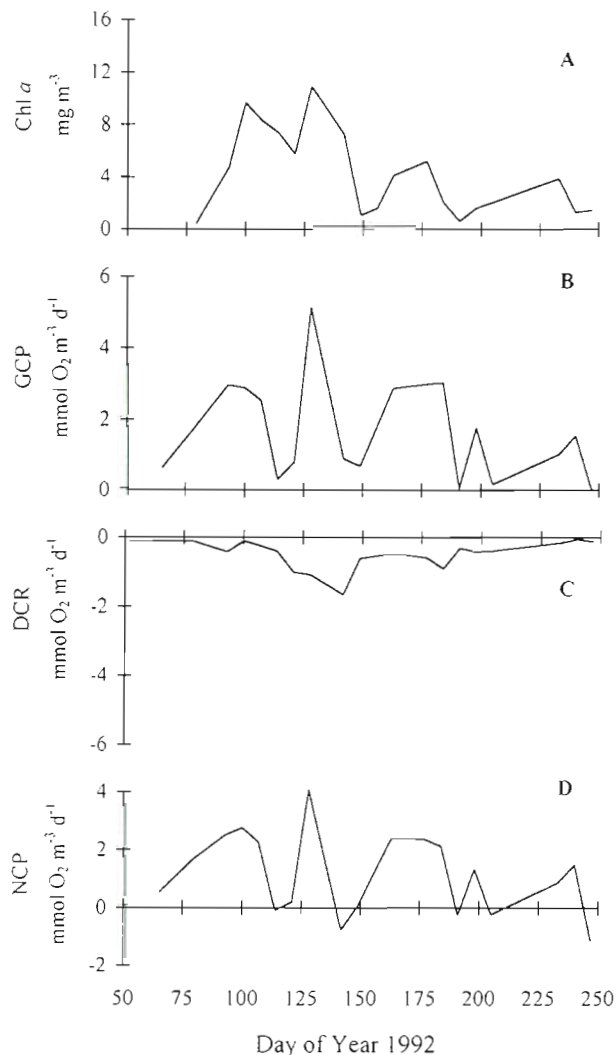 16
12
8
4
0
Chl a
mg m-3
A
6
4
2
0
GCP
mmol O2 m-3 d-1
B
0
-2
-4
-6
DCR
mmol O2 m-3 d-1
C
4
2
0
-2
NCP
mmol O2 m-3 d-1
D
50 75 100 125 150 175 200 225 250
Day of Year 1992